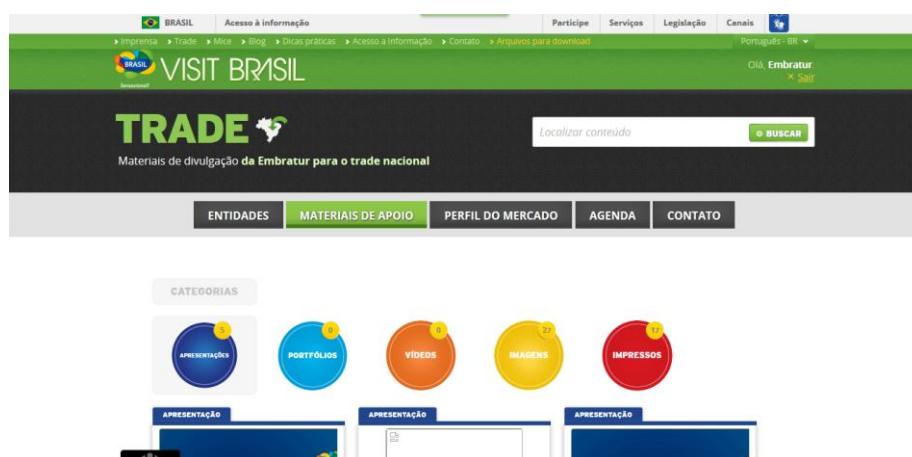 BRASIL Acesso à informação Participe Serviços Legislação Canais
Imprensa Trade Mice Blog Dicas práticas Acesso a Informação Contato Arquivos para download Português - BR
BRASIL VISIT BRASIL Olá, Embratur
Sensacional! × Sair
TRADE
Localizar conteúdo BUSCAR
Materiais de divulgação da Embratur para o trade nacional
ENTIDADES MATERIAIS DE APOIO PERFIL DO MERCADO AGENDA CONTATO
CATEGORIAS
5 0 0 27 17
APRESENTAÇÕES PORTFÓLIOS VÍDEOS IMAGENS IMPRESSOS
APRESENTAÇÃO APRESENTAÇÃO APRESENTAÇÃO